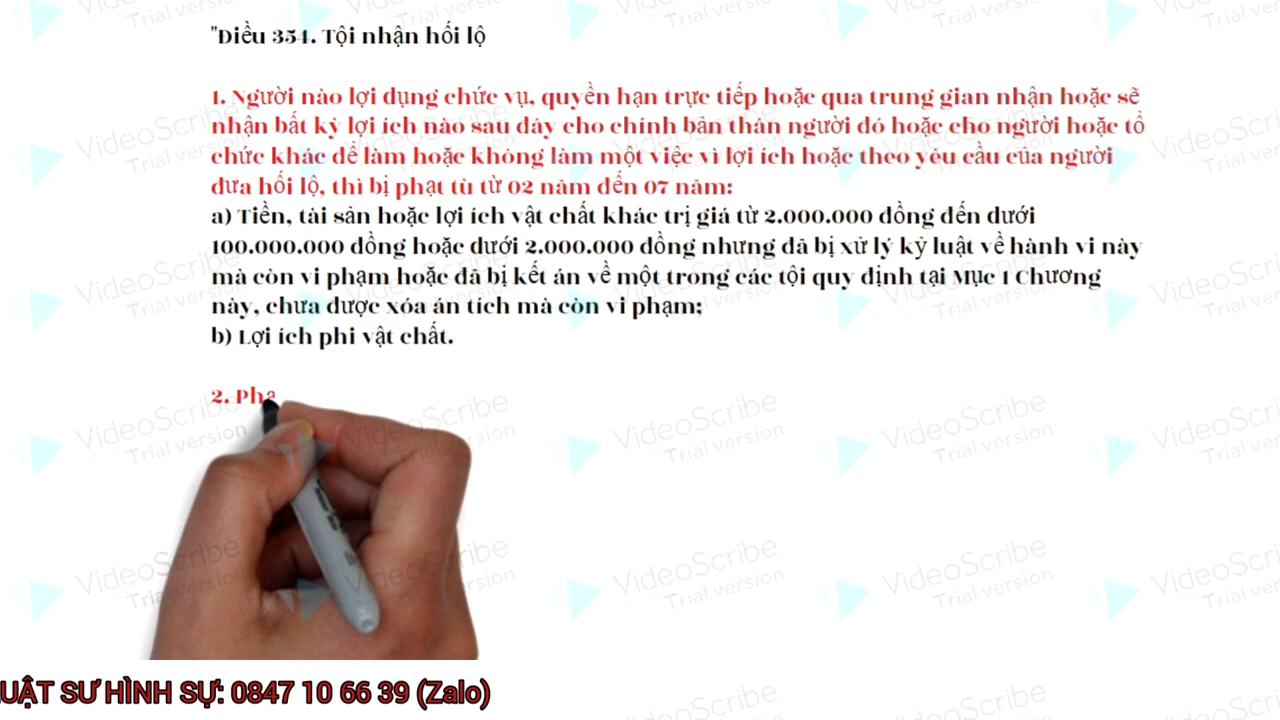 "Điều 354. Tội nhận hối lộ
1. Người nào lợi dụng chức vụ, quyền hạn trực tiếp hoặc qua trung gian nhận hoặc sẽ
nhận bất kỳ lợi ích nào sau đây cho chính bản thân người đó hoặc cho người hoặc tổ
chức khác để làm hoặc không làm một việc vì lợi ích hoặc theo yêu cầu của người
đưa hối lộ, thì bị phạt tù từ 02 năm đến 07 năm:
a) Tiền, tài sản hoặc lợi ích vật chất khác trị giá từ 2.000.000 đồng đến dưới
100.000.000 đồng hoặc dưới 2.000.000 đồng nhưng đã bị xử lý kỷ luật về hành vi này
mà còn vi phạm hoặc đã bị kết án về một trong các tội quy định tại Mục 1 Chương
này, chưa được xóa án tích mà còn vi phạm;
b) Lợi ích phi vật chất.
2. Pha
UẬT SƯ HÌNH SỰ: 0847 10 66 39 (Zalo)
VideoScribe
Trial version